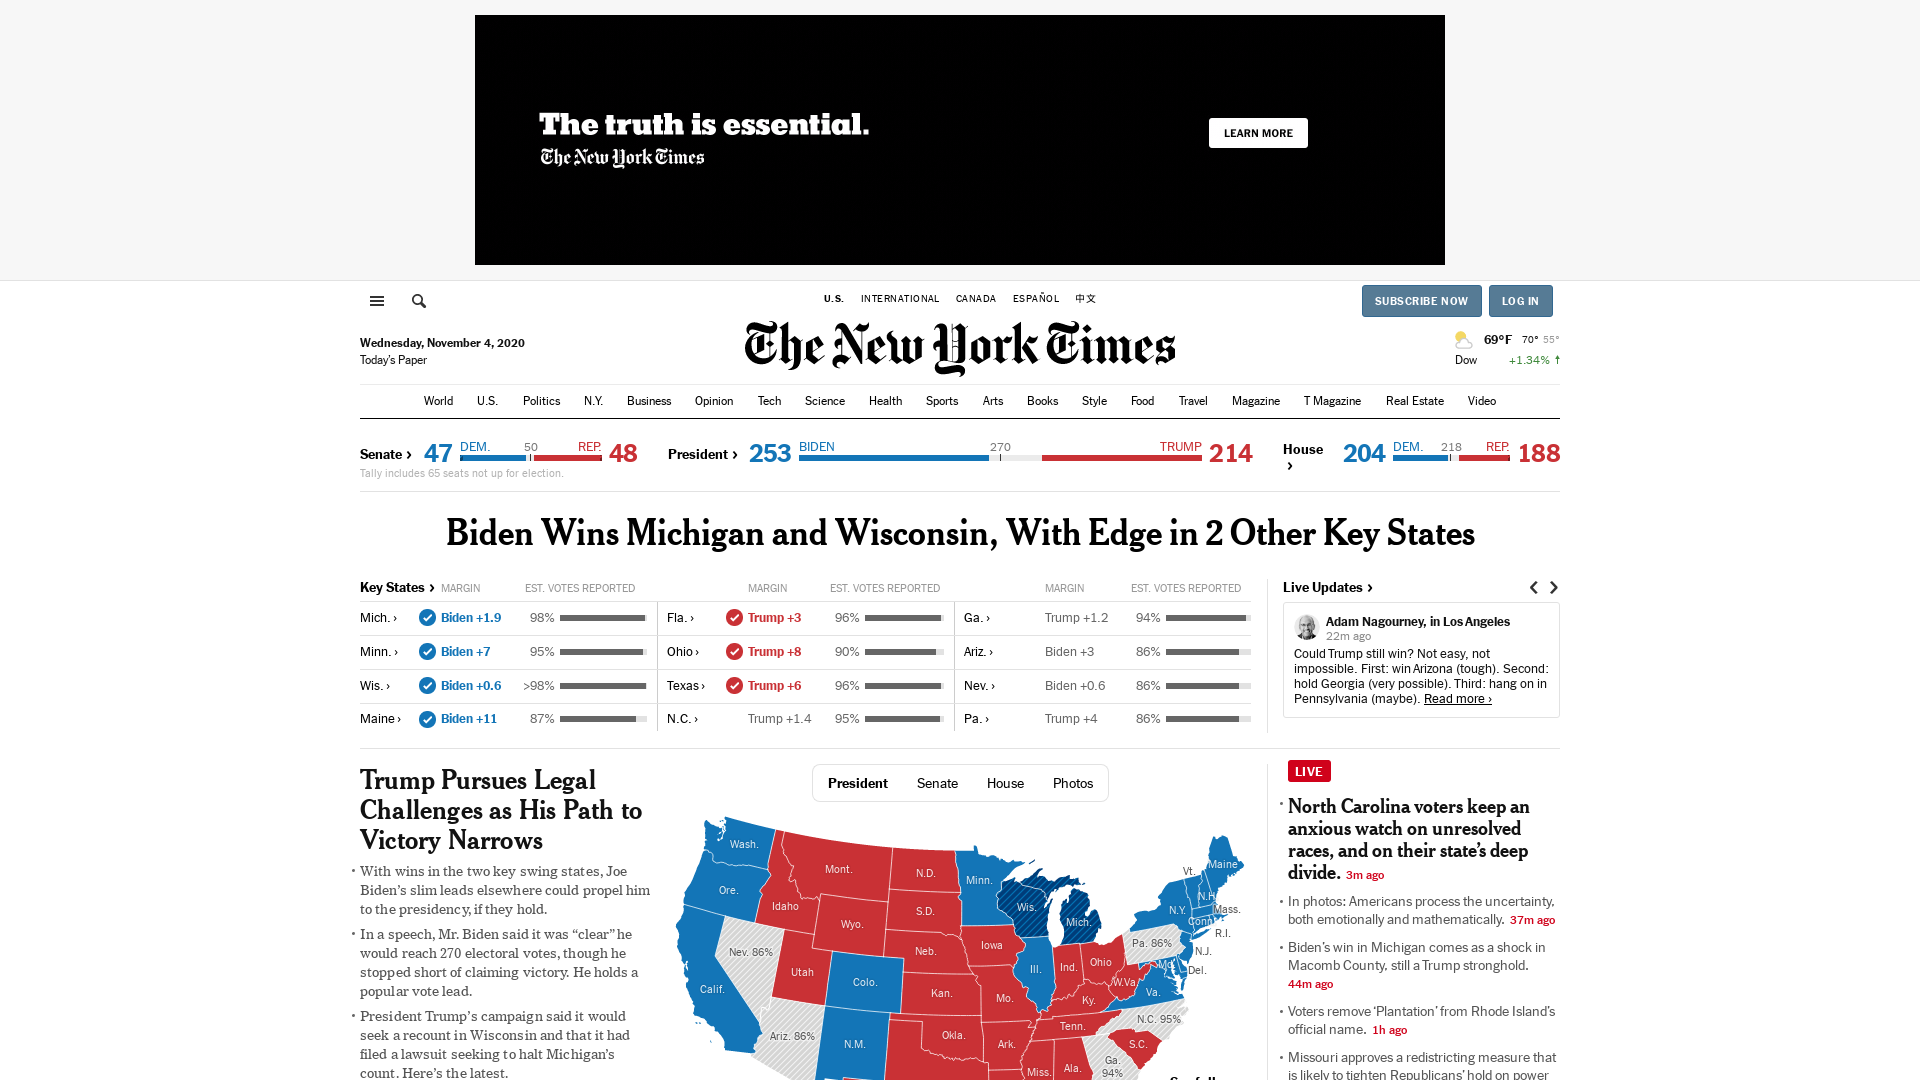 The truth is essential.
The New York Times
LEARN MORE
U.S. INTERNATIONAL CANADA ESPAÑOL 中文
SUBSCRIBE NOW LOG IN
Wednesday, November 4, 2020
Today's Paper
The New York Times
69°F 70° 55°
Dow +1.34% ↑
World U.S. Politics N.Y. Business Opinion Tech Science Health Sports Arts Books Style Food Travel Magazine T Magazine Real Estate Video
Senate › 47 DEM. 50 REP. 48
Tally includes 65 seats not up for election.
President › 253 BIDEN 270 TRUMP 214
House › 204 DEM. 218 REP. 188
Biden Wins Michigan and Wisconsin, With Edge in 2 Other Key States
Key States › MARGIN EST. VOTES REPORTED MARGIN EST. VOTES REPORTED MARGIN EST. VOTES REPORTED
Mich. › Biden +1.9 98% Fla. › Trump +3 96% Ga. › Trump +1.2 94%
Minn. › Biden +7 95% Ohio › Trump +8 90% Ariz. › Biden +3 86%
Wis. › Biden +0.6 >98% Texas › Trump +6 96% Nev. › Biden +0.6 86%
Maine › Biden +11 87% N.C. › Trump +1.4 95% Pa. › Trump +4 86%
Live Updates ›
Adam Nagourney, in Los Angeles
22m ago
Could Trump still win? Not easy, not
impossible. First: win Arizona (tough). Second:
hold Georgia (very possible). Third: hang on in
Pennsylvania (maybe). Read more ›
Trump Pursues Legal
Challenges as His Path to
Victory Narrows
• With wins in the two key swing states, Joe
Biden's slim leads elsewhere could propel him
to the presidency, if they hold.
• In a speech, Mr. Biden said it was “clear” he
would reach 270 electoral votes, though he
stopped short of claiming victory. He holds a
popular vote lead.
• President Trump's campaign said it would
seek a recount in Wisconsin and that it had
filed a lawsuit seeking to halt Michigan's
count. Here's the latest.
President Senate House Photos
Wash.
Mont.
N.D.
Minn.
Vt.
Maine
Ore.
Idaho
S.D.
Wis.
N.H.
Wyo.
Mich.
N.Y.
Mass.
Conn.
R.I.
Nev. 86%
Neb.
Iowa
Pa. 86%
N.J.
Utah
Ill.
Ind.
Ohio
Md.
Del.
Calif.
Colo.
Kan.
Mo.
W.Va.
Va.
Ky.
N.C. 95%
Ariz. 86%
N.M.
Okla.
Ark.
Tenn.
S.C.
Miss.
Ala.
Ga.
94%
LIVE
• North Carolina voters keep an
anxious watch on unresolved
races, and on their state's deep
divide. 3m ago
• In photos: Americans process the uncertainty,
both emotionally and mathematically. 37m ago
• Biden's win in Michigan comes as a shock in
Macomb County, still a Trump stronghold.
44m ago
• Voters remove ‘Plantation’ from Rhode Island's
official name. 1h ago
• Missouri approves a redistricting measure that
is likely to tighten Republicans' hold on power